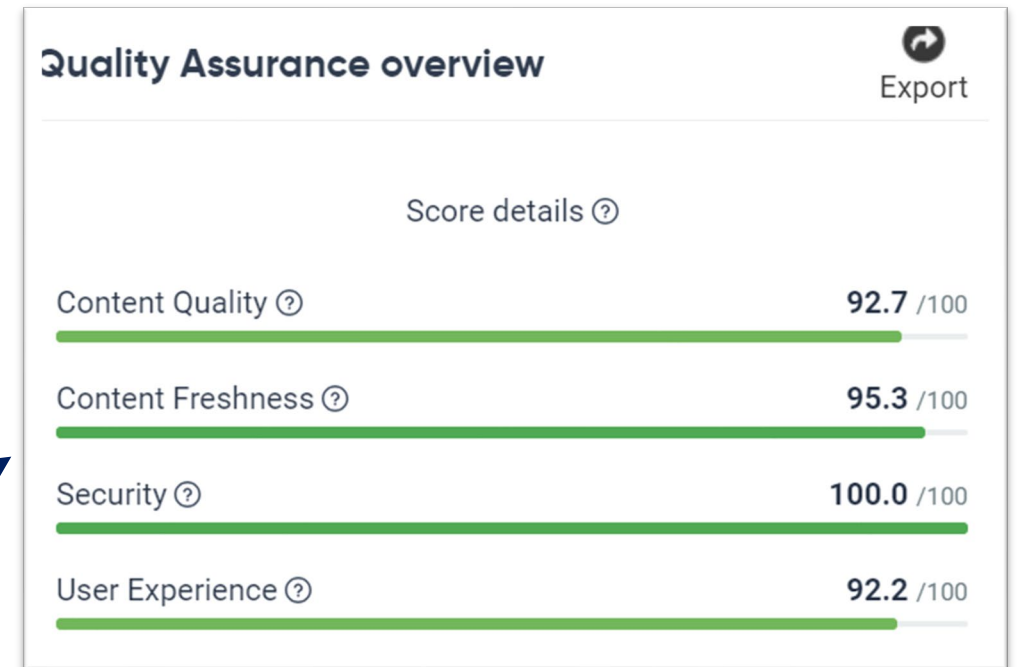 Quality Assurance overview
Export
Score details
Content Quality 92.7 /100
Content Freshness 95.3 /100
Security 100.0 /100
User Experience 92.2 /100